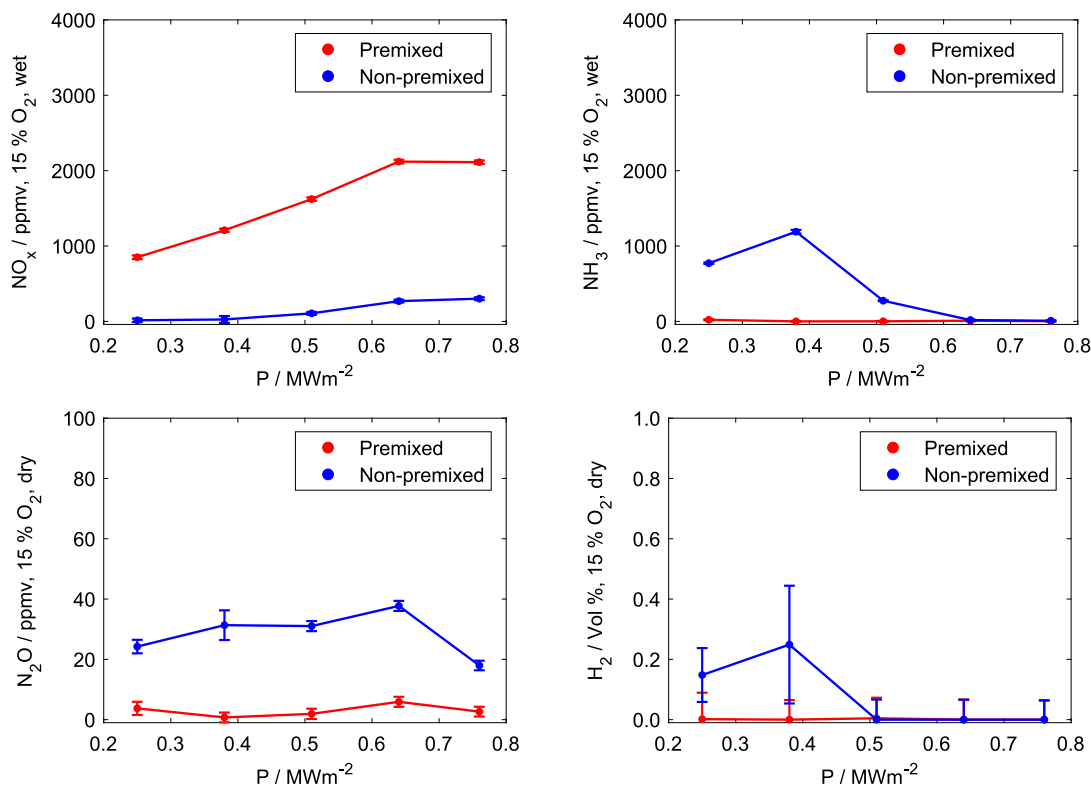 4000
3000
2000
1000
0
NOx / ppmv, 15 % O2, wet
Premixed
Non-premixed
0.2 0.3 0.4 0.5 0.6 0.7 0.8
P / MWm-2
4000
3000
2000
1000
0
NH3 / ppmv, 15 % O2, wet
Premixed
Non-premixed
0.2 0.3 0.4 0.5 0.6 0.7 0.8
P / MWm-2
100
80
60
40
20
0
N2O / ppmv, 15 % O2, dry
Premixed
Non-premixed
0.2 0.3 0.4 0.5 0.6 0.7 0.8
P / MWm-2
1.0
0.8
0.6
0.4
0.2
0.0
H2 / Vol %, 15 % O2, dry
Premixed
Non-premixed
0.2 0.3 0.4 0.5 0.6 0.7 0.8
P / MWm-2